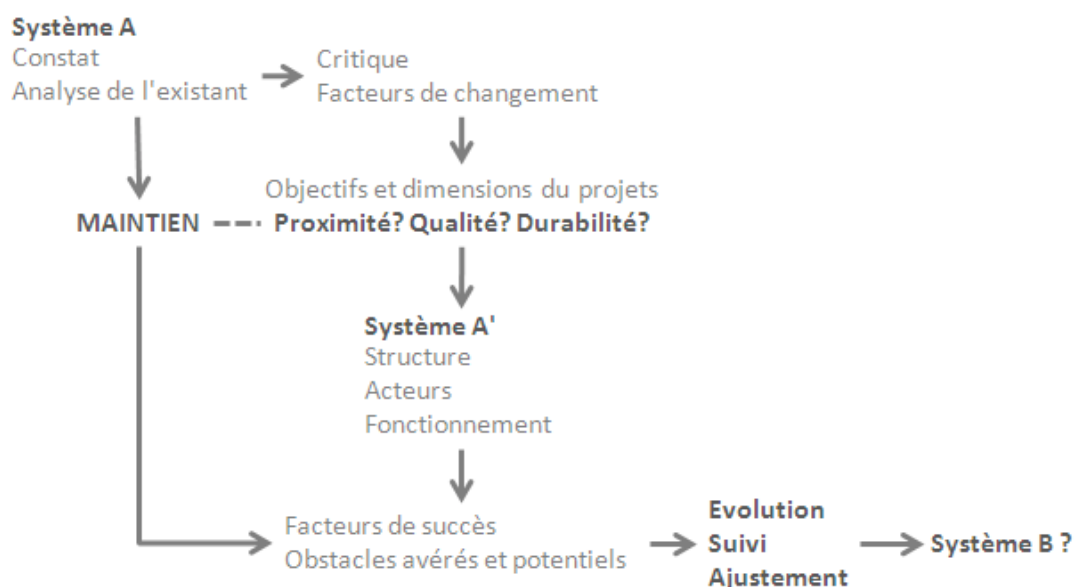 Système A
Constat
Analyse de l'existant
Critique
Facteurs de changement
Objectifs et dimensions du projets
MAINTIEN
Proximité? Qualité? Durabilité?
Système A'
Structure
Acteurs
Fonctionnement
Facteurs de succès
Obstacles avérés et potentiels
Evolution
Suivi
Ajustement
Système B ?